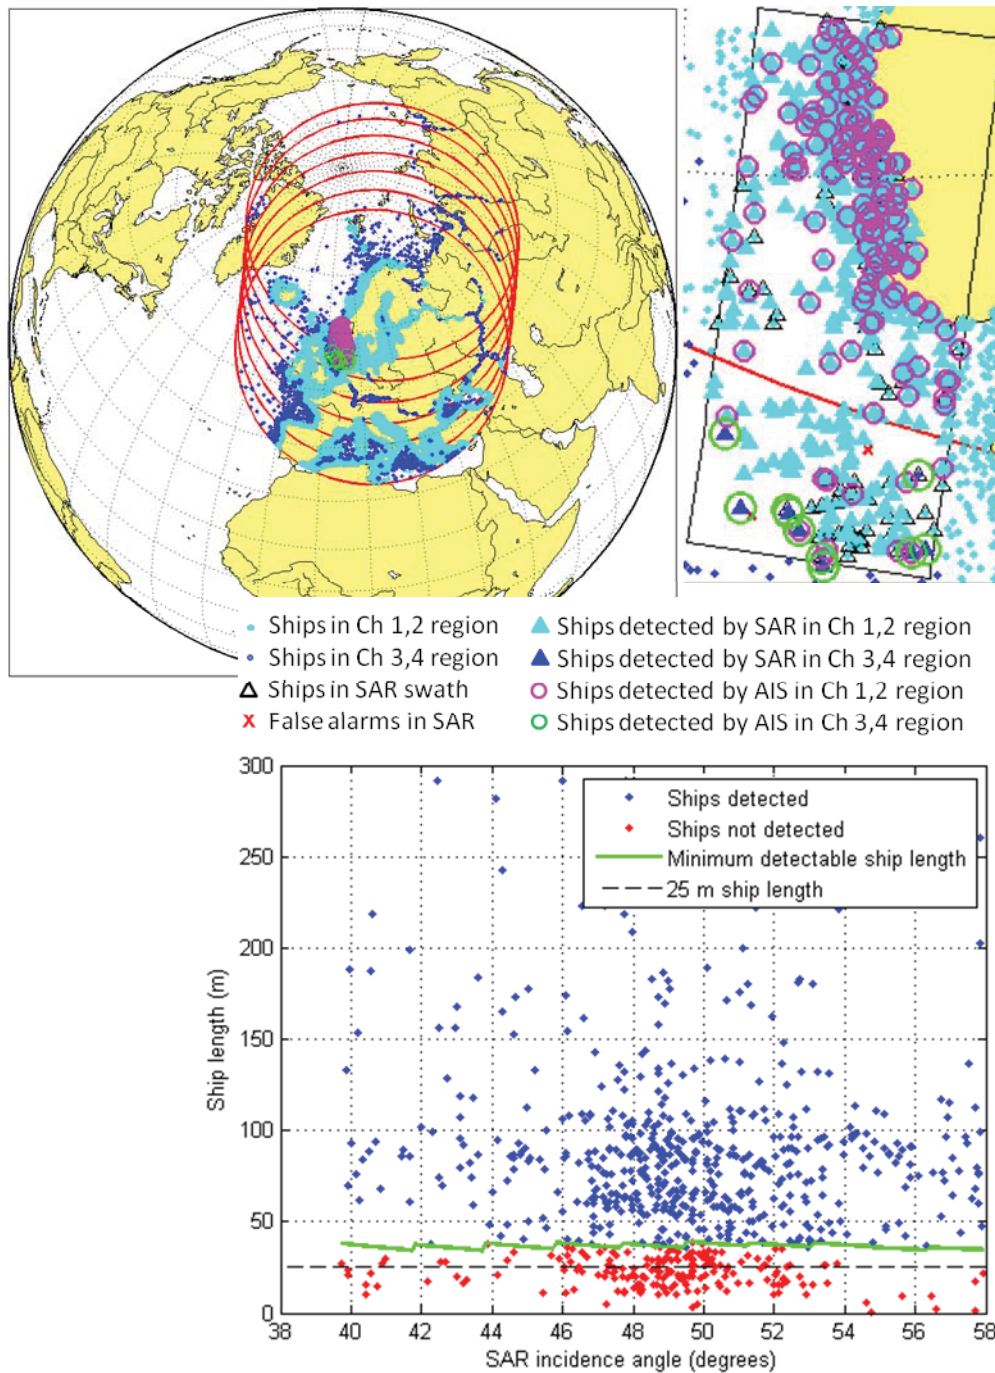 Ships in Ch 1,2 region
Ships in Ch 3,4 region
Ships in SAR swath
x False alarms in SAR
Ships detected by SAR in Ch 1,2 region
Ships detected by SAR in Ch 3,4 region
Ships detected by AIS in Ch 1,2 region
Ships detected by AIS in Ch 3,4 region
300
250
200
150
100
50
0
Ship length (m)
Ships detected
Ships not detected
Minimum detectable ship length
25 m ship length
38 40 42 44 46 48 50 52 54 56 58
SAR incidence angle (degrees)